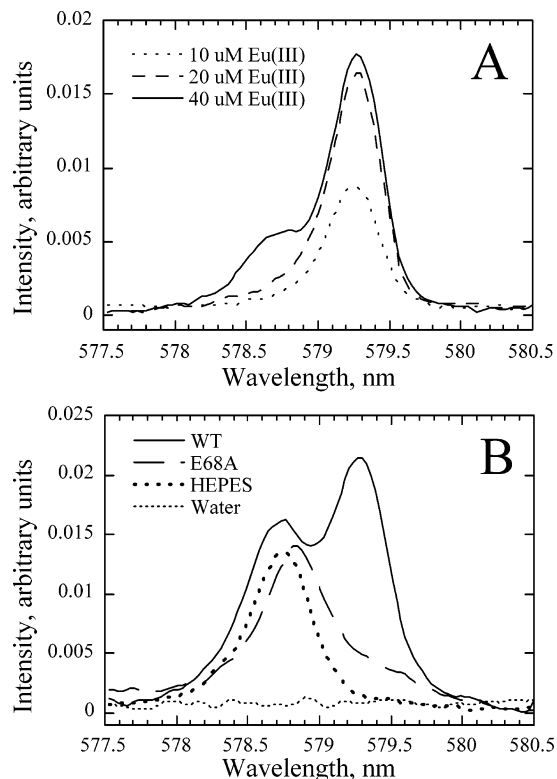 0.02
0.015
0.01
0.005
0
Intensity, arbitrary units
10 uM Eu(III)
20 uM Eu(III)
40 uM Eu(III)
A
577.5 578 578.5 579 579.5 580 580.5
Wavelength, nm
0.025
0.02
0.015
0.01
0.005
0
Intensity, arbitrary units
WT
E68A
HEPES
Water
B
577.5 578 578.5 579 579.5 580 580.5
Wavelength, nm